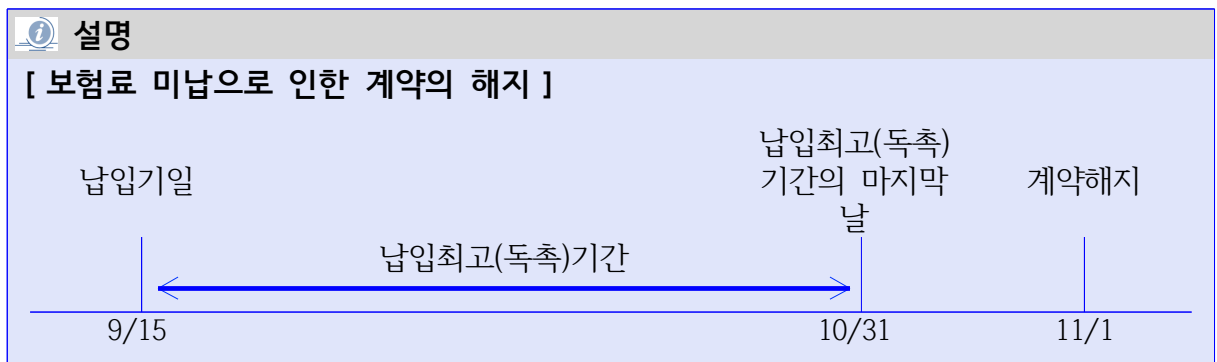 설명
[ 보험료 미납으로 인한 계약의 해지 ]
납입기일
납입최고(독촉)
기간의 마지막
날
계약해지
납입최고(독촉)기간
9/15
10/31
11/1